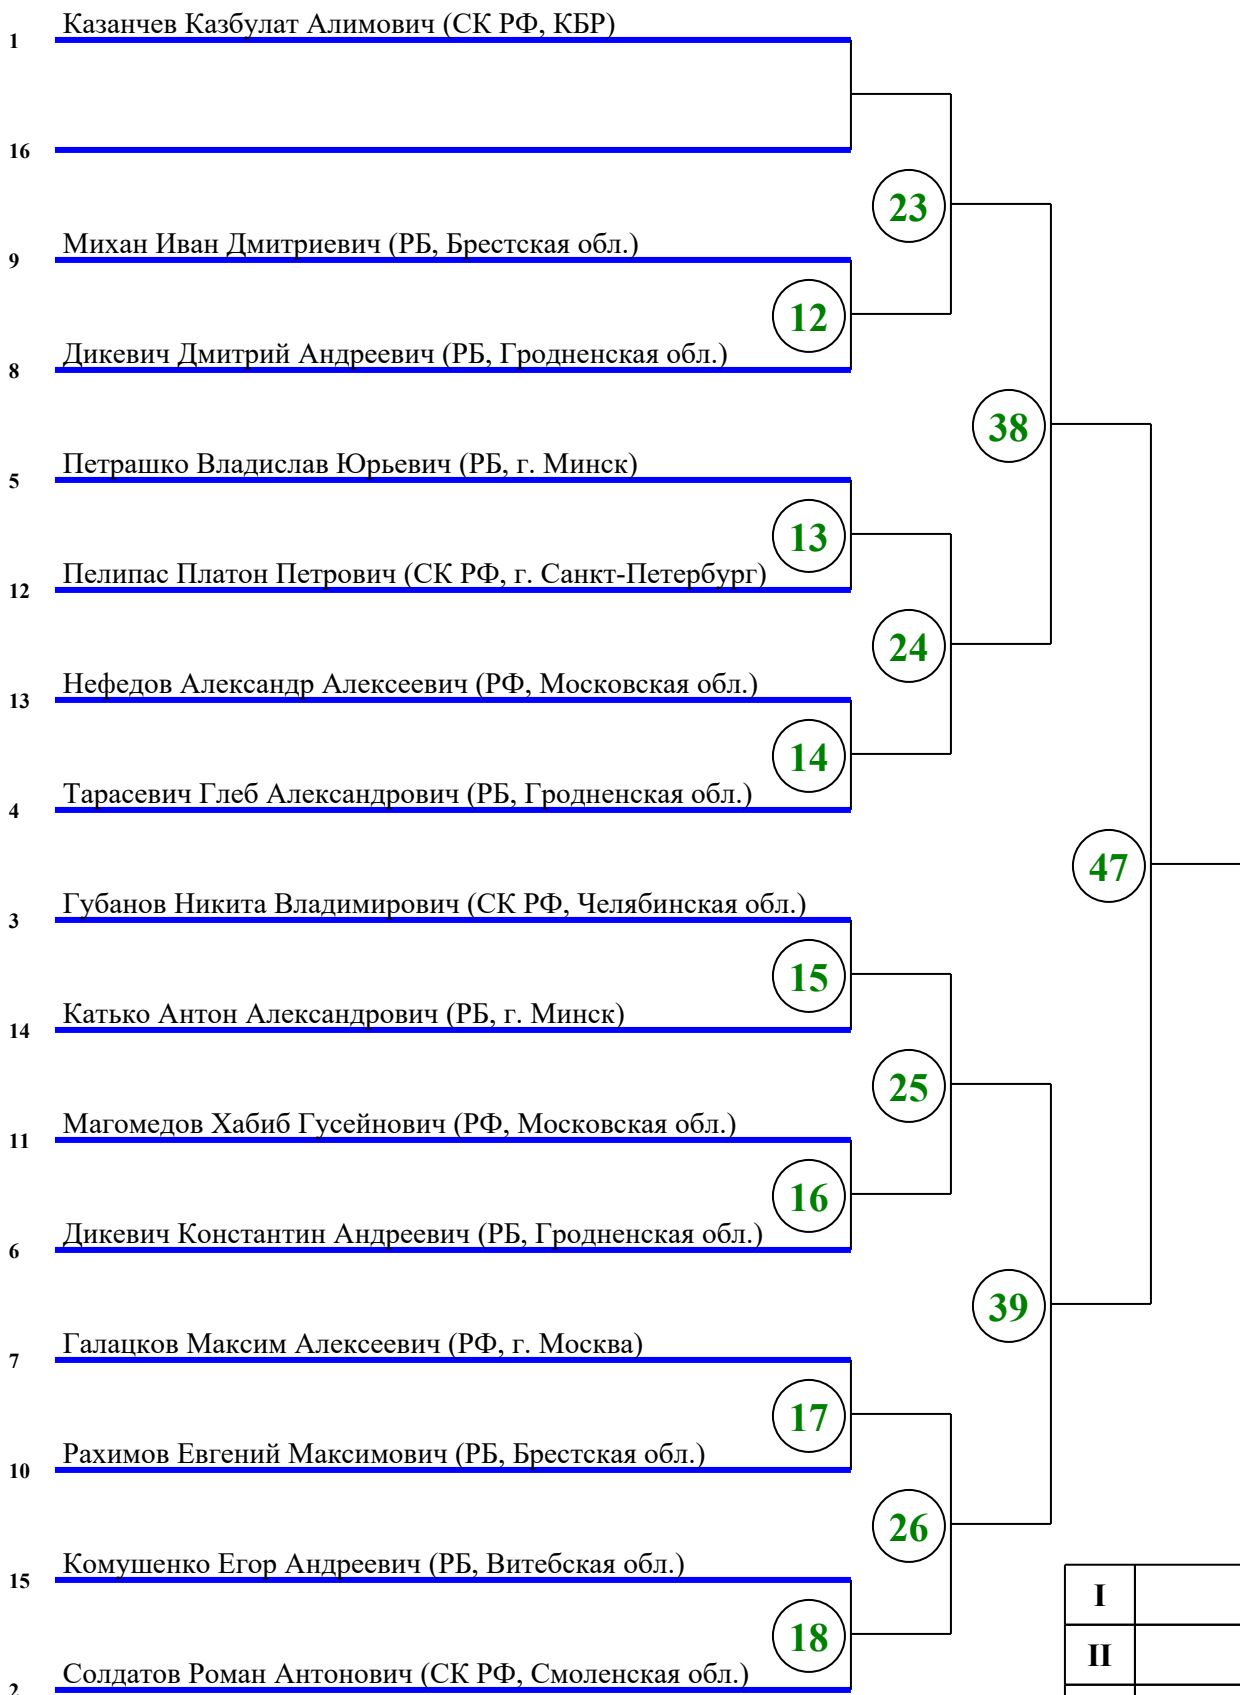 Казанчев Казбулат Алимович (СК РФ, КБР)
1
16
23
Михан Иван Дмитриевич (РБ, Брестская обл.)
9
12
Дикевич Дмитрий Андреевич (РБ, Гродненская обл.)
8
38
Петрашко Владислав Юрьевич (РБ, г. Минск)
5
13
Пелипас Платон Петрович (СК РФ, г. Санкт-Петербург)
12
24
Нефедов Александр Алексеевич (РФ, Московская обл.)
13
14
Тарасевич Глеб Александрович (РБ, Гродненская обл.)
4
47
Губанов Никита Владимирович (СК РФ, Челябинская обл.)
3
15
Катько Антон Александрович (РБ, г. Минск)
14
25
Магомедов Хабиб Гусейнович (РФ, Московская обл.)
11
16
Дикевич Константин Андреевич (РБ, Гродненская обл.)
6
39
Галацков Максим Алексеевич (РФ, г. Москва)
7
17
Рахимов Евгений Максимович (РБ, Брестская обл.)
10
26
Комушенко Егор Андреевич (РБ, Витебская обл.)
15
I
18
II
Солдатов Роман Антонович (СК РФ, Смоленская обл.)
2